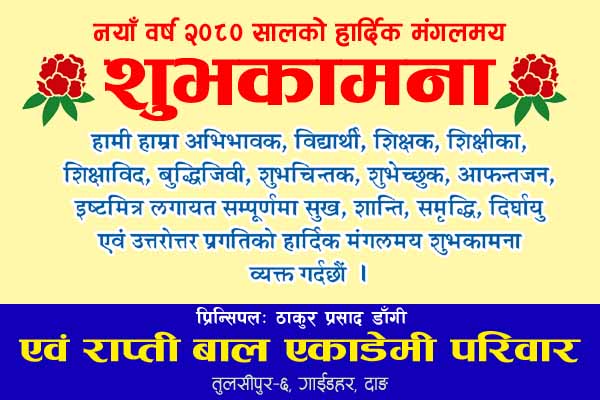 नयाँ वर्ष २०८० सालको हार्दिक मंगलमय
शुभकामना
हामी हाम्रा अभिभावक, विद्यार्थी, शिक्षक, शिक्षीका,
शिक्षाविद, बुद्धिजिवी, शुभचिन्तक, शुभेच्छुक, आफन्तजन,
इष्टमित्र लगायत सम्पूर्णमा सुख, शान्ति, समृद्धि, दिर्घायु
एवं उत्तरोत्तर प्रगतिको हार्दिक मंगलमय शुभकामना
व्यक्त गर्दछौं ।
प्रिन्सिपलः ठाकुर प्रसाद डाँगी
एवं राप्ती बाल एकाडेमी परिवार
तुलसीपुर-६, गाईडहर, दाङ